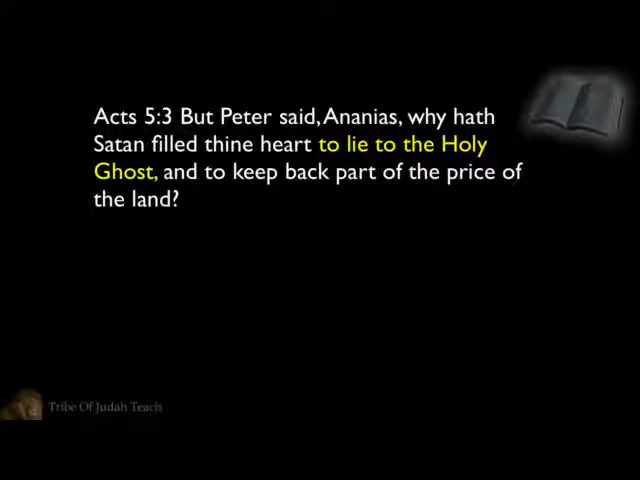 Acts 5:3 But Peter said, Ananias, why hath
Satan filled thine heart to lie to the Holy
Ghost, and to keep back part of the price of
the land?
Tribe Of Judah Teach